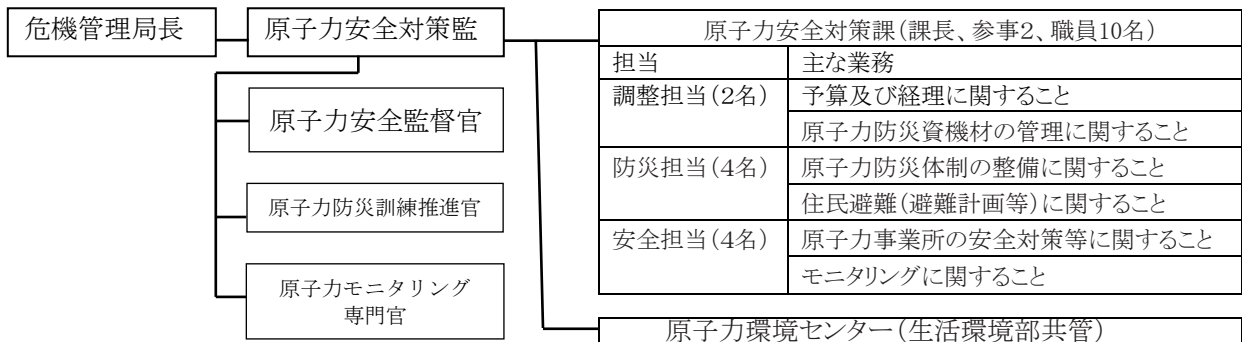 危機管理局長
原子力安全対策監
原子力安全監督官
原子力防災訓練推進官
原子力モニタリング
専門官
原子力安全対策課（課長、参事２、職員10名）
担当 主な業務
調整担当（2名） 予算及び経理に関すること
原子力防災資機材の管理に関すること
防災担当（4名） 原子力防災体制の整備に関すること
住民避難（避難計画等）に関すること
安全担当（4名） 原子力事業所の安全対策等に関すること
モニタリングに関すること
原子力環境センター（生活環境部共管）